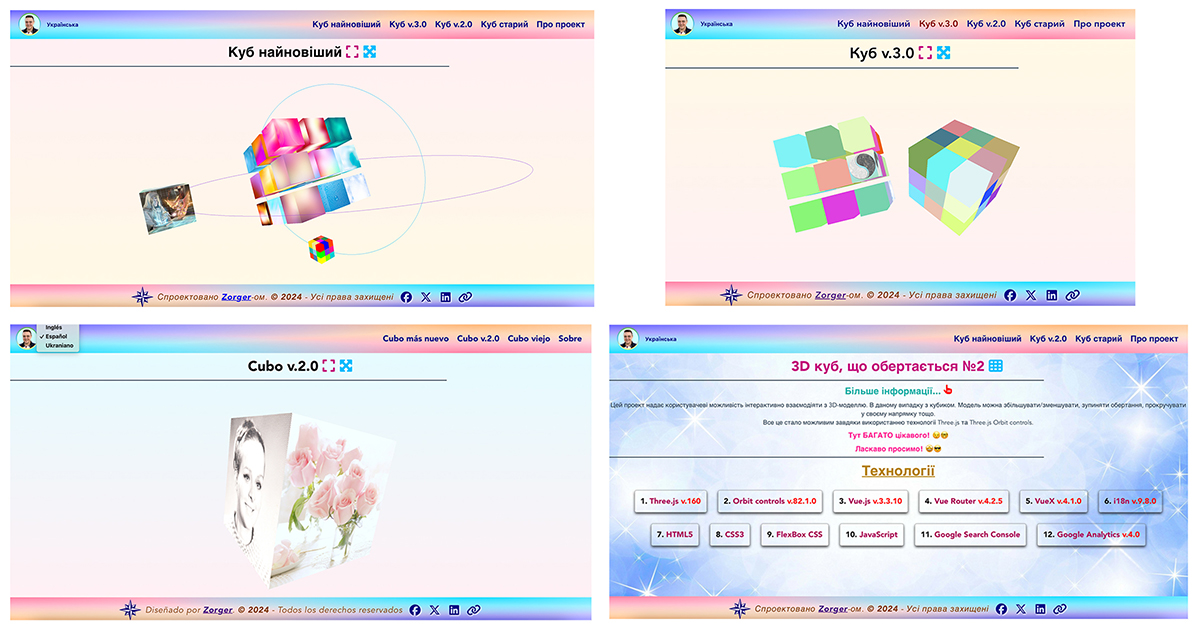 Українська
Куб найновіший Куб v.3.0 Куб v.2.0 Куб старий Про проект
Куб найновіший
Спроектовано Zorger-ом. © 2024 - Усі права захищені
Українська
Куб найновіший Куб v.3.0 Куб v.2.0 Куб старий Про проект
Куб v.3.0
Спроектовано Zorger-ом. © 2024 - Усі права захищені
Inglés
✓ Español
Ukraniano
Cubo más nuevo Cubo v.2.0 Cubo viejo Sobre
Cubo v.2.0
Diseñado por Zorger. © 2024 - Todos los derechos reservados
Українська
Куб найновіший Куб v.2.0 Куб старий Про проект
3D куб, що обертається №2
Більше інформації...
Цей проект надає користувачеві можливість інтерактивно взаємодіяти з 3D-моделлю. В даному випадку з кубиком. Модель можна збільшувати/зменшувати, зупиняти обертання, прокручувати
у своєму напрямку тощо.
Все це стало можливим завдяки використанню технології Three.js та Three.js Orbit controls.
Тут БАГАТО цікавого! 😉🤓
Ласкаво просимо! 🤩😎
Технології
1. Three.js v.160 2. Orbit controls v.82.1.0 3. Vue.js v.3.3.10 4. Vue Router v.4.2.5 5. VueX v.4.1.0 6. i18n v.9.8.0
7. HTML5 8. CSS3 9. FlexBox CSS 10. JavaScript 11. Google Search Console 12. Google Analytics v.4.0
Спроектовано Zorger-ом. © 2024 - Усі права захищені